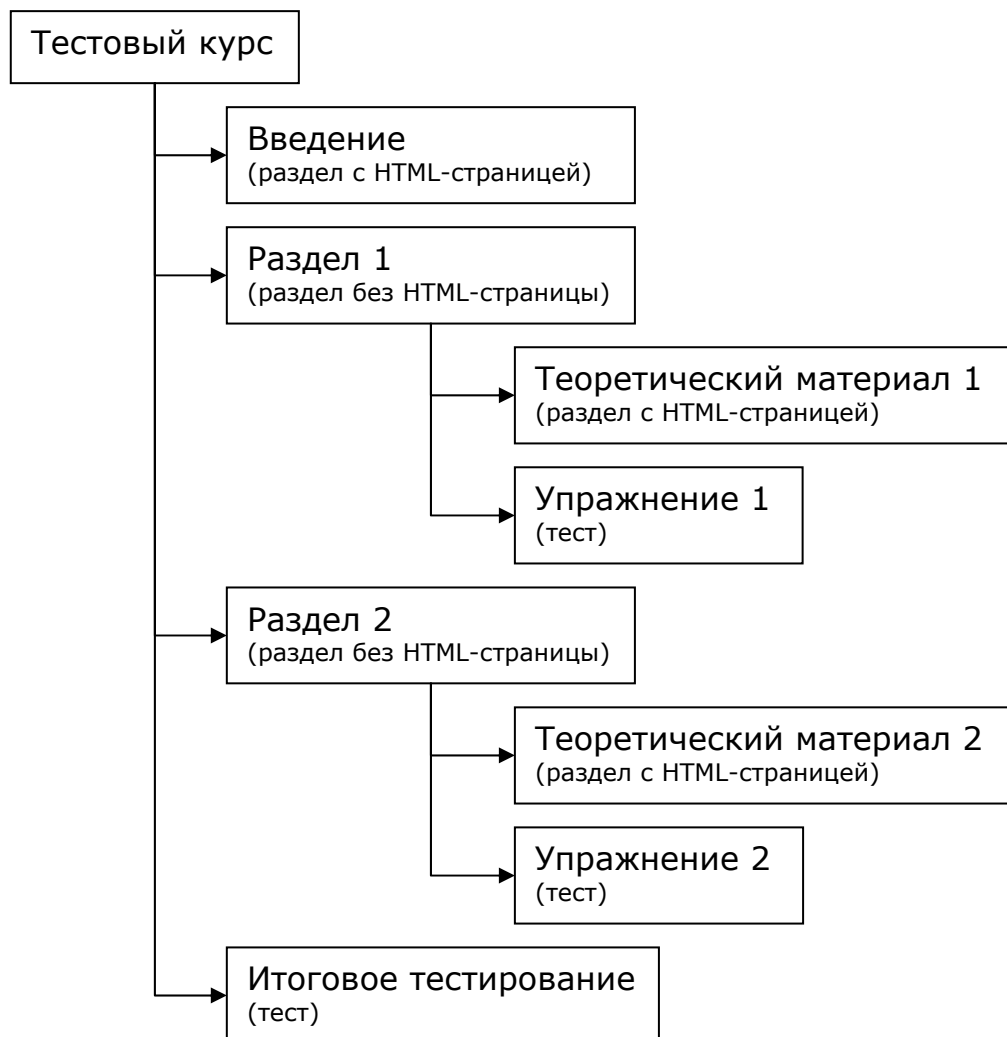 Тестовый курс
Введение
(раздел с HTML-страницей)
Раздел 1
(раздел без HTML-страницы)
Теоретический материал 1
(раздел с HTML-страницей)
Упражнение 1
(тест)
Раздел 2
(раздел без HTML-страницы)
Теоретический материал 2
(раздел с HTML-страницей)
Упражнение 2
(тест)
Итоговое тестирование
(тест)